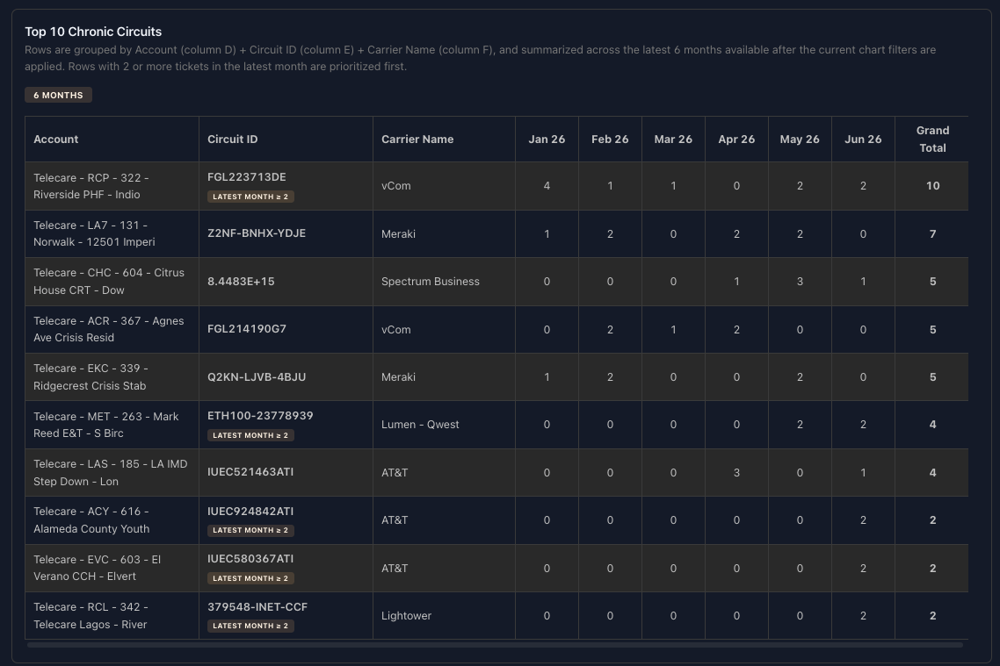 Top 10 Chronic Circuits
Rows are grouped by Account (column D) + Circuit ID (column E) + Carrier Name (column F), and summarized across the latest 6 months available after the current chart filters are
applied. Rows with 2 or more tickets in the latest month are prioritized first.
6 MONTHS
Account Circuit ID Carrier Name Jan 26 Feb 26 Mar 26 Apr 26 May 26 Jun 26 Grand
Total
Telecare - RCP - 322 -
Riverside PHF - Indio
FGL223713DE
LATEST MONTH ≥ 2
vCom 4 1 1 0 2 2 10
Telecare - LA7 - 131 -
Norwalk - 12501 Imperi
Z2NF-BNHX-YDJE Meraki 1 2 0 2 2 0 7
Telecare - CHC - 604 - Citrus
House CRT - Dow
8.4483E+15 Spectrum Business 0 0 0 1 3 1 5
Telecare - ACR - 367 - Agnes
Ave Crisis Resid
FGL214190G7 vCom 0 2 1 2 0 0 5
Telecare - EKC - 339 -
Ridgecrest Crisis Stab
Q2KN-LJVB-4BJU Meraki 1 2 0 0 2 0 5
Telecare - MET - 263 - Mark
Reed E&T - S Birc
ETH100-23778939
LATEST MONTH ≥ 2
Lumen - Qwest 0 0 0 0 2 2 4
Telecare - LAS - 185 - LA IMD
Step Down - Lon
IUEC521463ATI AT&T 0 0 0 3 0 1 4
Telecare - ACY - 616 -
Alameda County Youth
IUEC924842ATI
LATEST MONTH ≥ 2
AT&T 0 0 0 0 0 2 2
Telecare - EVC - 603 - El
Verano CCH - Elvert
IUEC580367ATI
LATEST MONTH ≥ 2
AT&T 0 0 0 0 0 2 2
Telecare - RCL - 342 -
Telecare Lagos - River
379548-INET-CCF
LATEST MONTH ≥ 2
Lightower 0 0 0 0 0 2 2